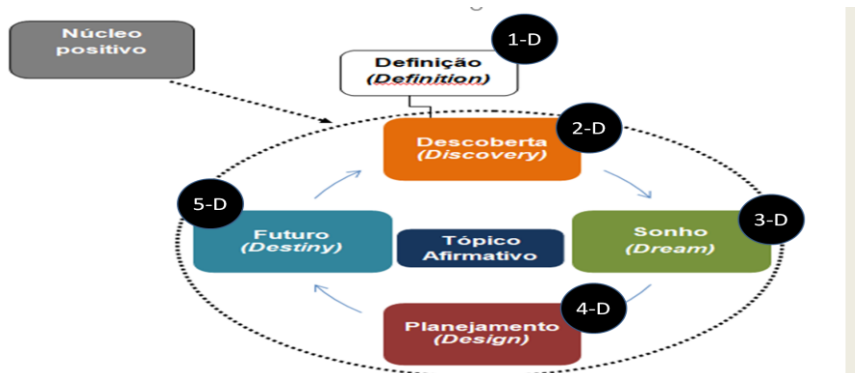 Núcleo
positivo
1-D
Definição
(Definition)
2-D
Descoberta
(Discovery)
5-D
3-D
Futuro
(Destiny)
Tópico
Afirmativo
Sonho
(Dream)
4-D
Planejamento
(Design)